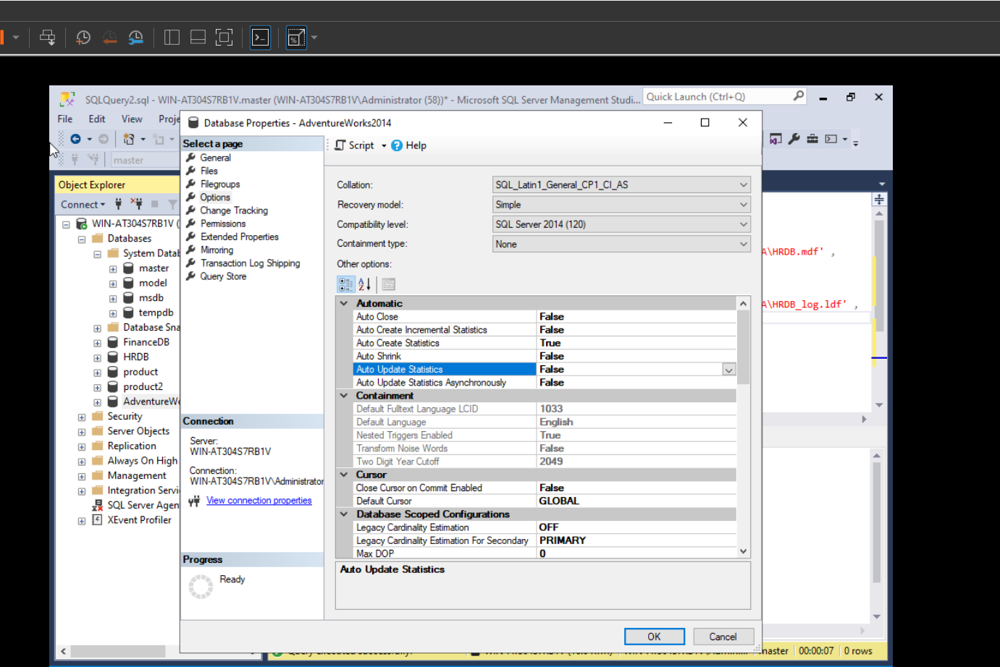 SQLQuery2.sql - WIN-AT304S7RB1V.master (WIN-AT304S7RB1V\Administrator (58))* - Microsoft SQL Server Management Studi...
Quick Launch (Ctrl+Q)
File Edit View Proje
master
Object Explorer
Connect
WIN-AT304S7RB1V (
Databases
System Datab
master
model
msdb
tempdb
Database Sna
FinanceDB
HRDB
product
product2
AdventureWo
Security
Server Objects
Replication
Always On High
Management
Integration Servi
SQL Server Agen
XEvent Profiler
Database Properties - AdventureWorks2014
Select a page
General
Files
Filegroups
Options
Change Tracking
Permissions
Extended Properties
Mirroring
Transaction Log Shipping
Query Store
Connection
Server:
WIN-AT304S7RB1V
Connection:
WIN-AT304S7RB1V\Administrator
View connection properties
Progress
Ready
Script Help
Collation: SQL_Latin1_General_CP1_CI_AS
Recovery model: Simple
Compatibility level: SQL Server 2014 (120)
Containment type: None
Other options:
Automatic
Auto Close False
Auto Create Incremental Statistics False
Auto Create Statistics True
Auto Shrink False
Auto Update Statistics False
Auto Update Statistics Asynchronously False
Containment
Default Fulltext Language LCID 1033
Default Language English
Nested Triggers Enabled True
Transform Noise Words False
Two Digit Year Cutoff 2049
Cursor
Close Cursor on Commit Enabled False
Default Cursor GLOBAL
Database Scoped Configurations
Legacy Cardinality Estimation OFF
Legacy Cardinality Estimation For Secondary PRIMARY
Max DOP 0
Auto Update Statistics
OK Cancel
A\HRDB.mdf' ,
A\HRDB_log.ldf' ,
Query executed successfully. master 00:00:07 0 rows